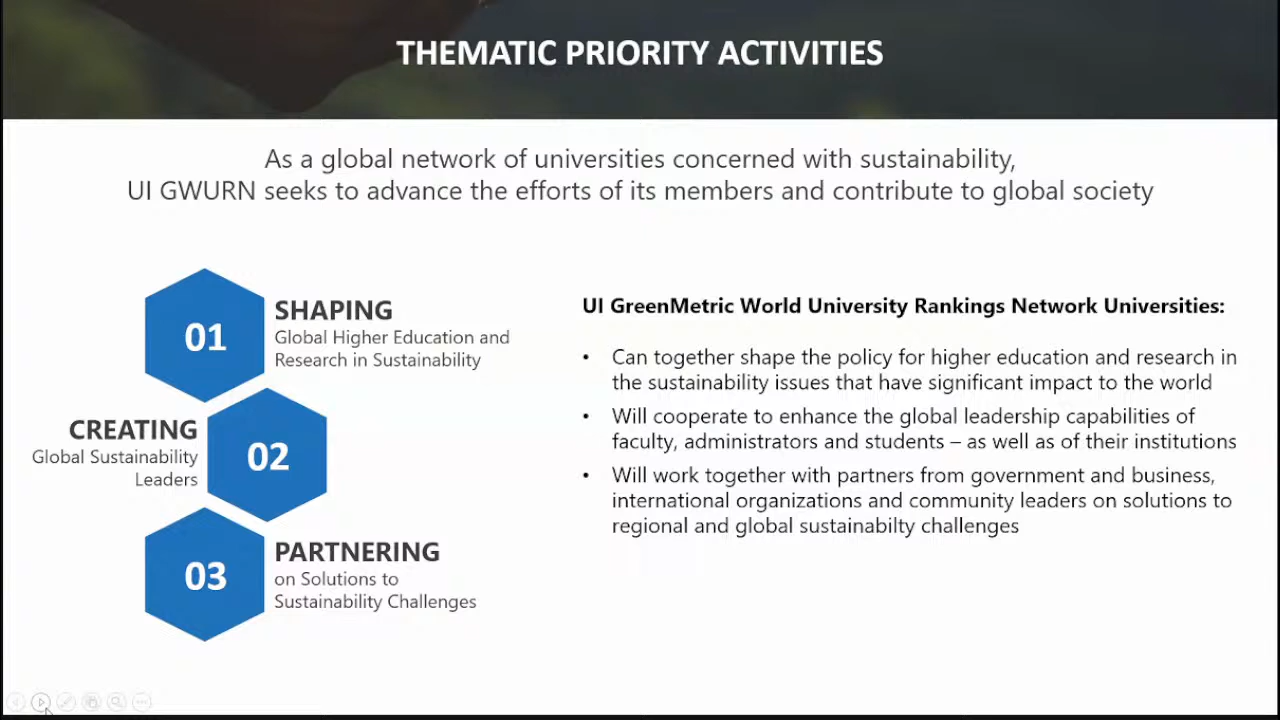 THEMATIC PRIORITY ACTIVITIES
As a global network of universities concerned with sustainability,
UI GWURN seeks to advance the efforts of its members and contribute to global society
01
SHAPING
Global Higher Education and
Research in Sustainability
CREATING
Global Sustainability
Leaders
02
03
PARTNERING
on Solutions to
Sustainability Challenges
UI GreenMetric World University Rankings Network Universities:
• Can together shape the policy for higher education and research in
the sustainability issues that have significant impact to the world
• Will cooperate to enhance the global leadership capabilities of
faculty, administrators and students – as well as of their institutions
• Will work together with partners from government and business,
international organizations and community leaders on solutions to
regional and global sustainabilty challenges